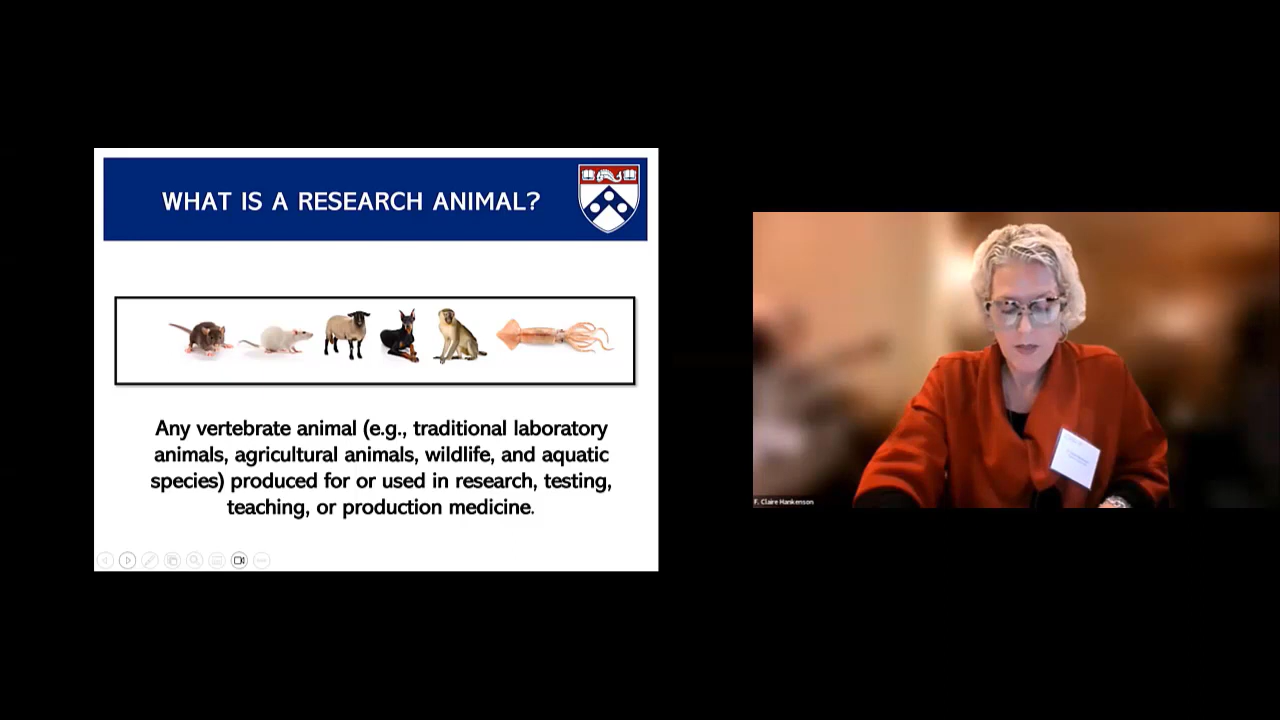 WHAT IS A RESEARCH ANIMAL?
Any vertebrate animal (e.g., traditional laboratory
animals, agricultural animals, wildlife, and aquatic
species) produced for or used in research, testing,
teaching, or production medicine.
F. Claire Hankenson